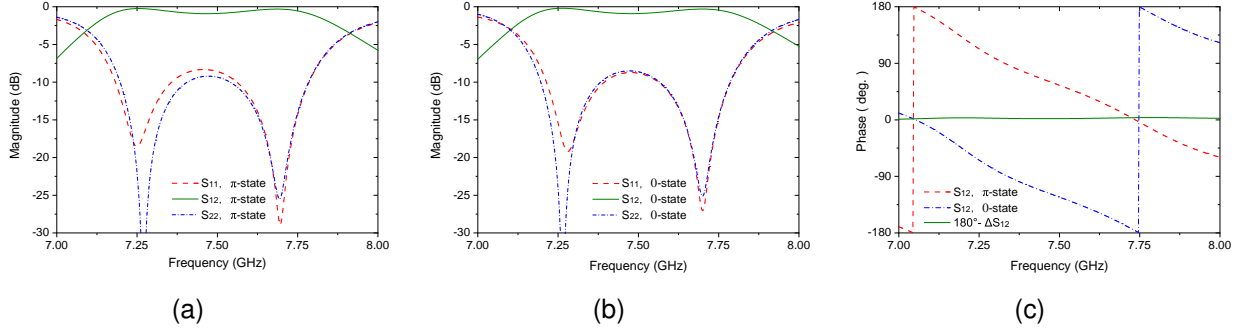 0
-5
-10
-15
-20
-25
-30
Magnitude (dB)
S11, π-state
S12, π-state
S22, π-state
7.00 7.25 7.50 7.75 8.00
Frequency (GHz)
(a)
0
-5
-10
-15
-20
-25
-30
Magnitude (dB)
S11, 0-state
S12, 0-state
S22, 0-state
7.00 7.25 7.50 7.75 8.00
Frequency (GHz)
(b)
180
90
0
-90
-180
Phase ( deg. )
S12, π-state
S12, 0-state
180°- ΔS12
7.00 7.25 7.50 7.75 8.00
Frequency (GHz)
(c)